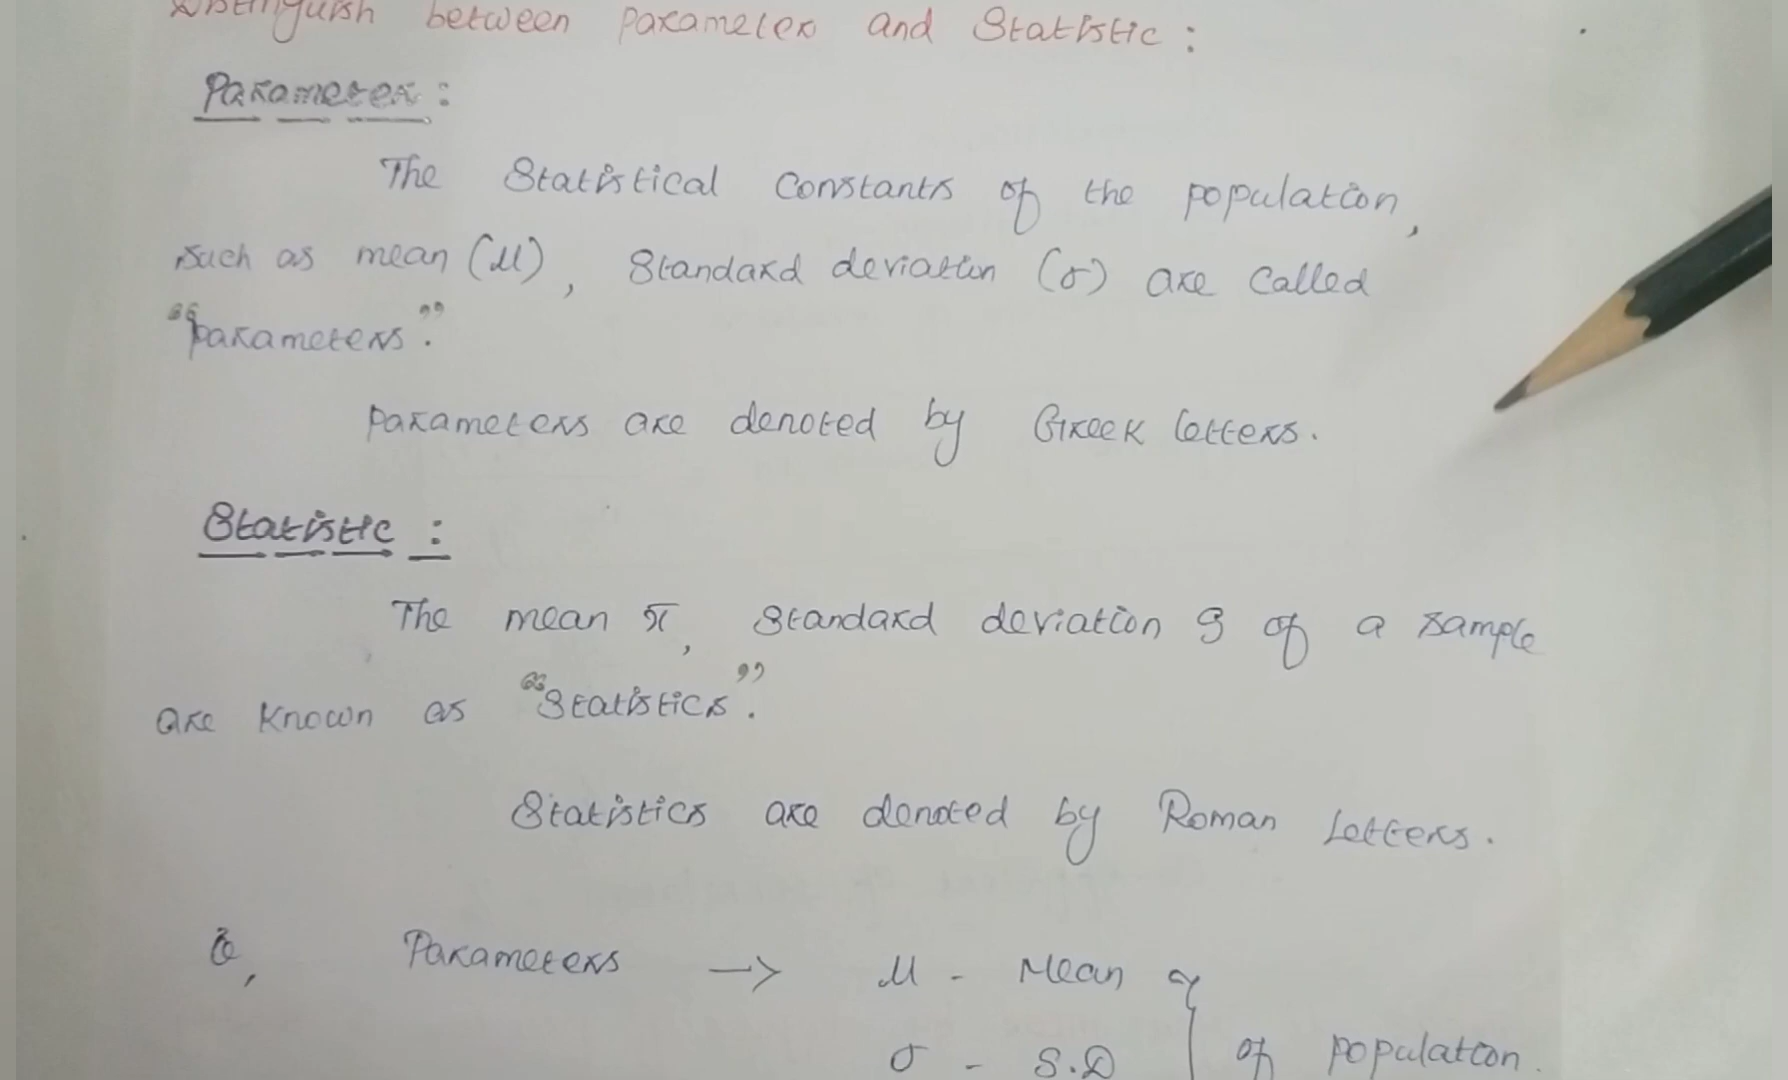 Distinguish between parameter and Statistic :
Parameter :
The Statistical Constants of the population,
such as mean (μ), Standard deviation (σ) are called
"parameters".
Parameters are denoted by Greek letters.
Statistic :
The mean x̄, Standard deviation S of a sample
are known as "Statistics".
Statistics are denoted by Roman Letters.
ie, Parameters -> μ - Mean }
σ - S.D } of population.